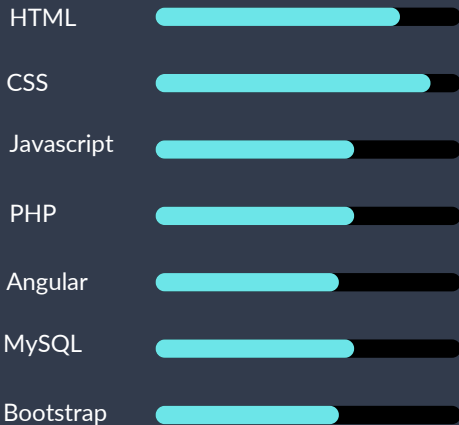 HTML
CSS
Javascript
PHP
Angular
MySQL
Bootstrap